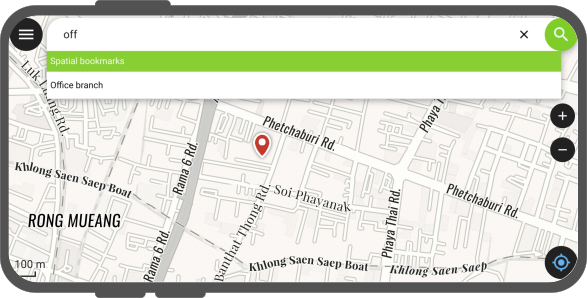 off
Spatial bookmarks
Office branch
Luk Luang Rd.
Phetchaburi Rd.
Phaya T
Rama 6 Rd.
Khlong Saen Saep Boat
Soi Phayanak
Phetchaburi Rd.
RONG MUEANG
Banthat Thong Rd.
Phaya Thai Rd.
Rama 6 Rd.
100 m
Khlong Saen Saep Boat
Khlong Saen Saep